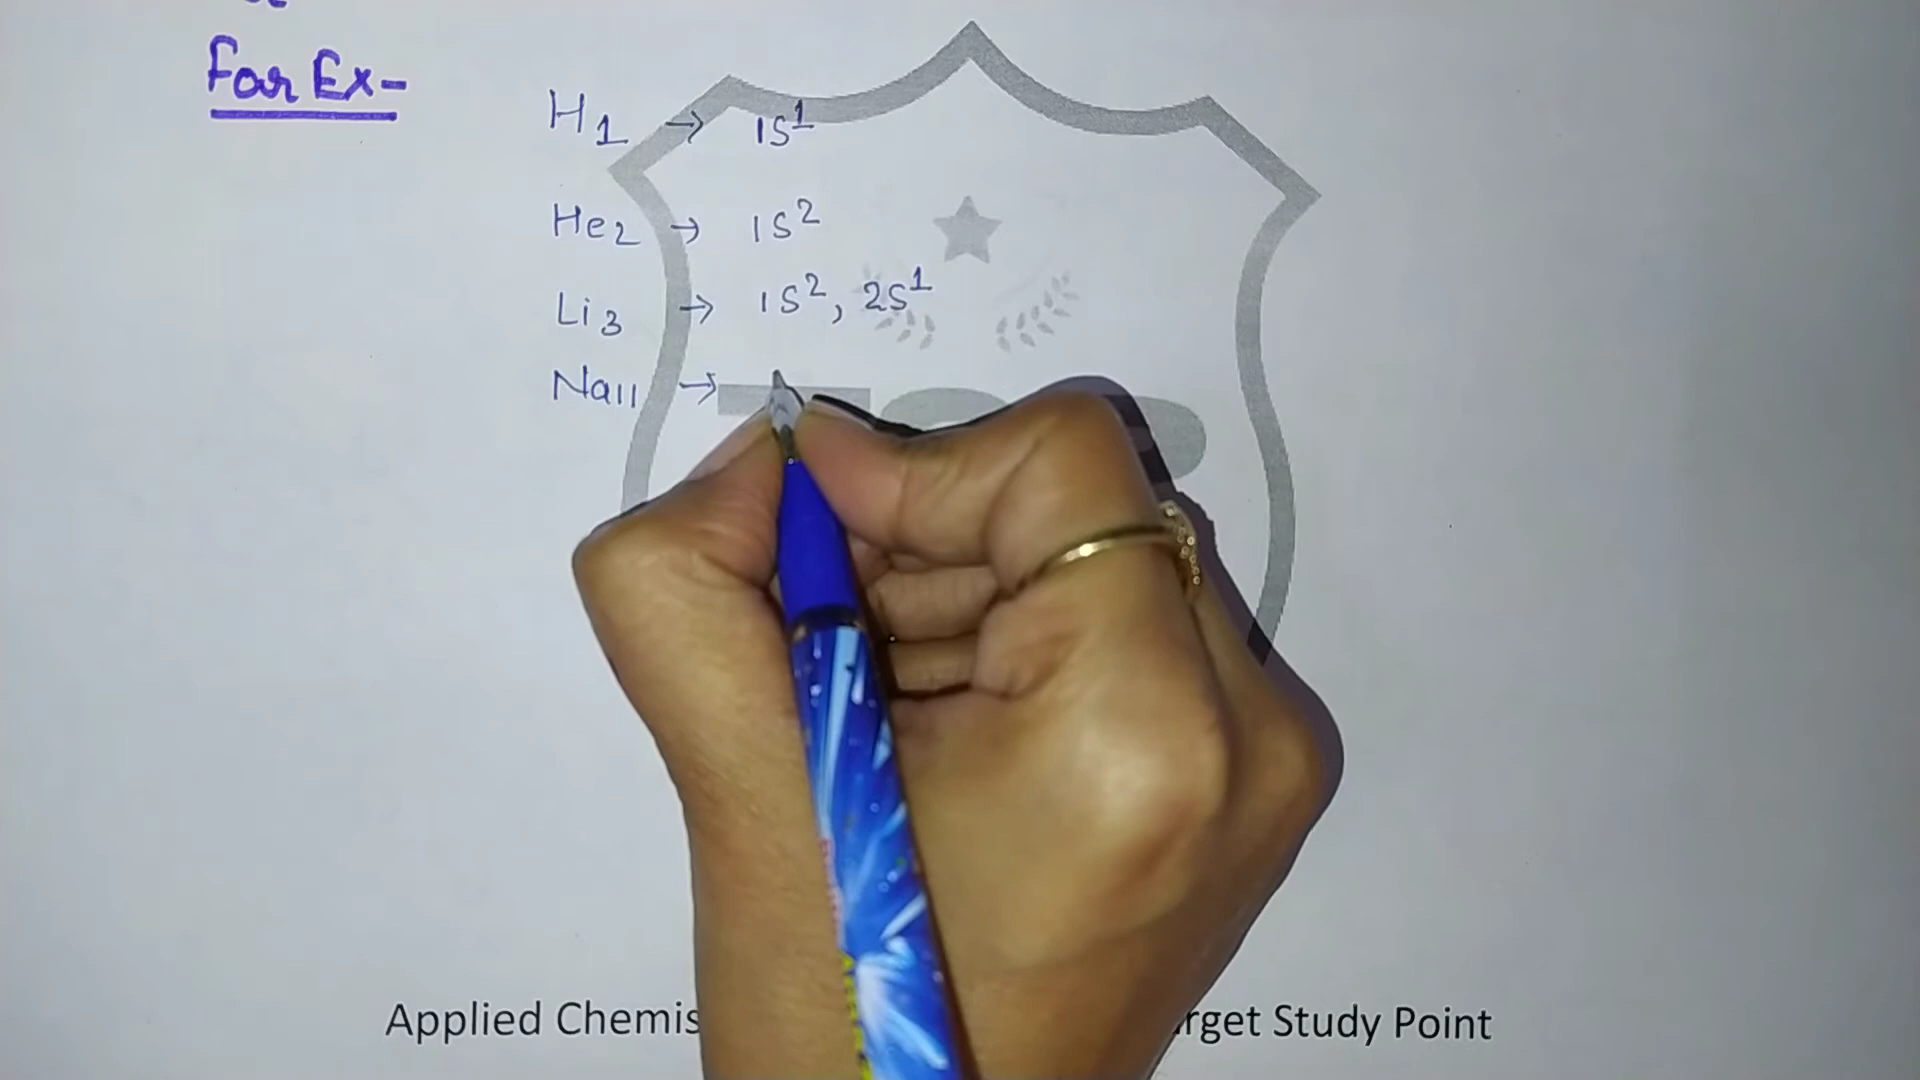 For Ex-
H₁ → 1S¹
He₂ → 1S²
Li₃ → 1S², 2S¹
Na₁₁ →
Applied Chemis
rget Study Point